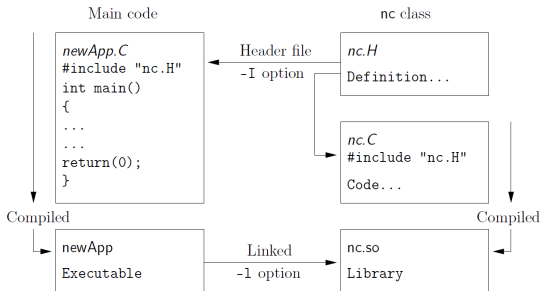 Main code
nc class
newApp.C
#include "nc.H"
int main()
{
...
...
return(0);
}
Header file
-I option
nc.H
Definition...
nc.C
#include "nc.H"
Code...
Compiled
Compiled
newApp
Executable
Linked
-l option
nc.so
Library